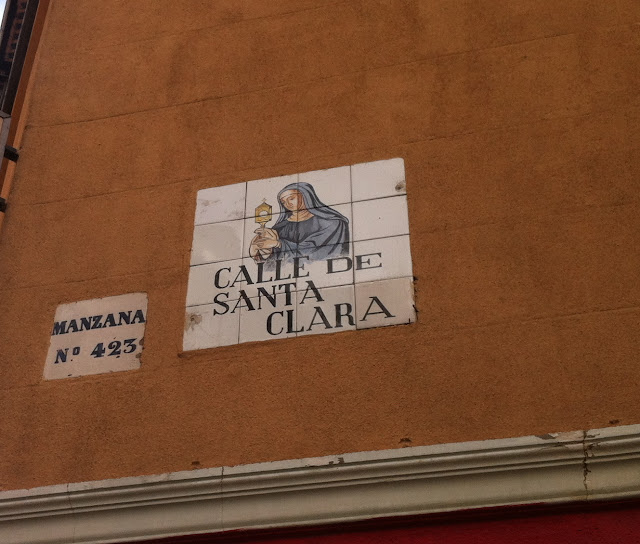 CALLE DE
SANTA
CLARA
MANZANA
Nº 423